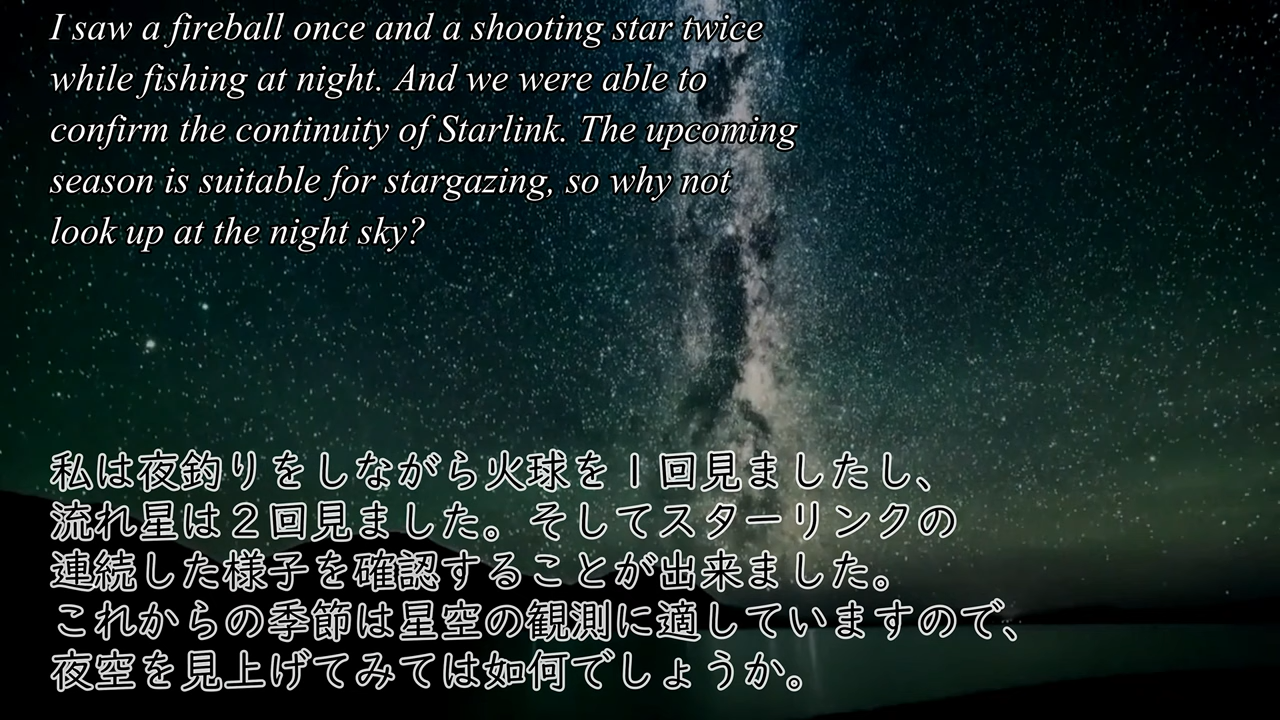 I saw a fireball once and a shooting star twice
while fishing at night. And we were able to
confirm the continuity of Starlink. The upcoming
season is suitable for stargazing, so why not
look up at the night sky?
私は夜釣りをしながら火球を１回見ましたし、
流れ星は２回見ました。そしてスターリンクの
連続した様子を確認することが出来ました。
これからの季節は星空の観測に適していますので、
夜空を見上げてみては如何でしょうか。